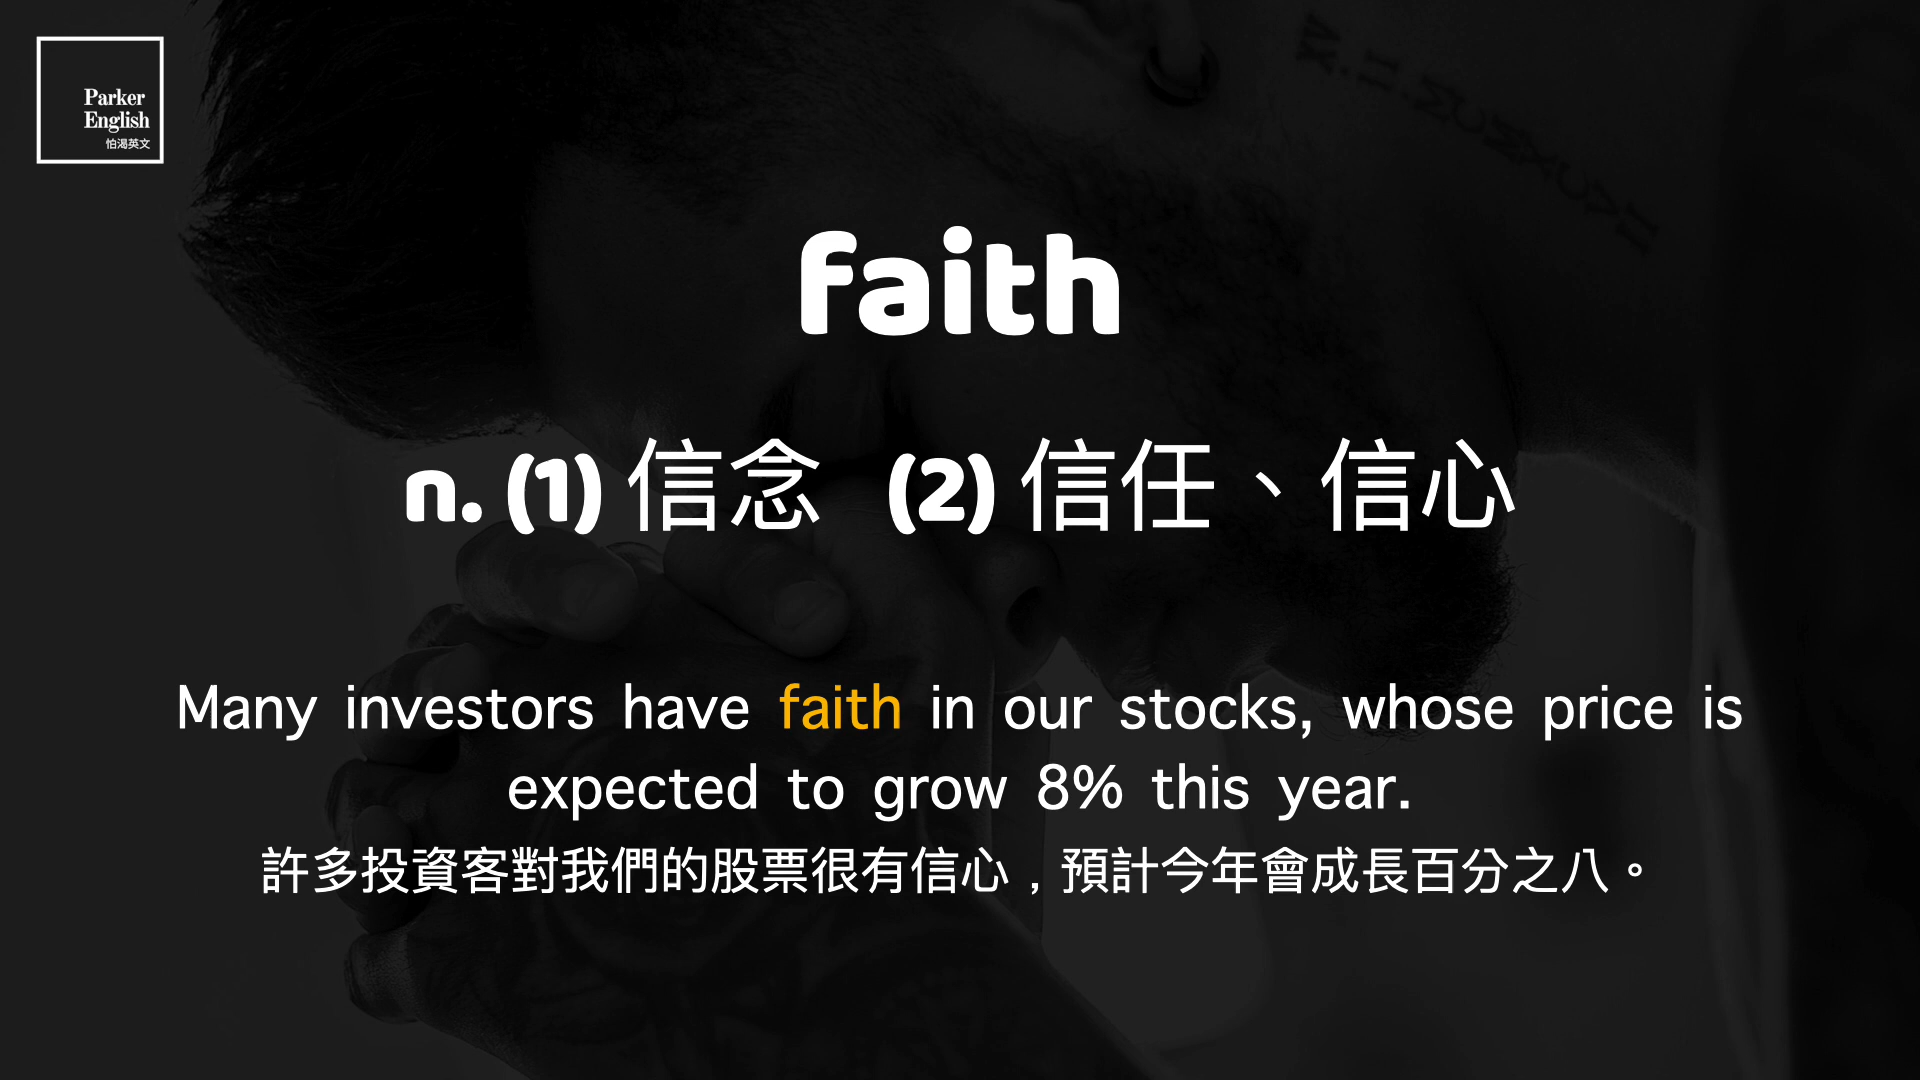 Parker
English
怕渴英文
faith
n. (1) 信念 (2) 信任、信心
Many investors have faith in our stocks, whose price is
expected to grow 8% this year.
許多投資客對我們的股票很有信心，預計今年會成長百分之八。